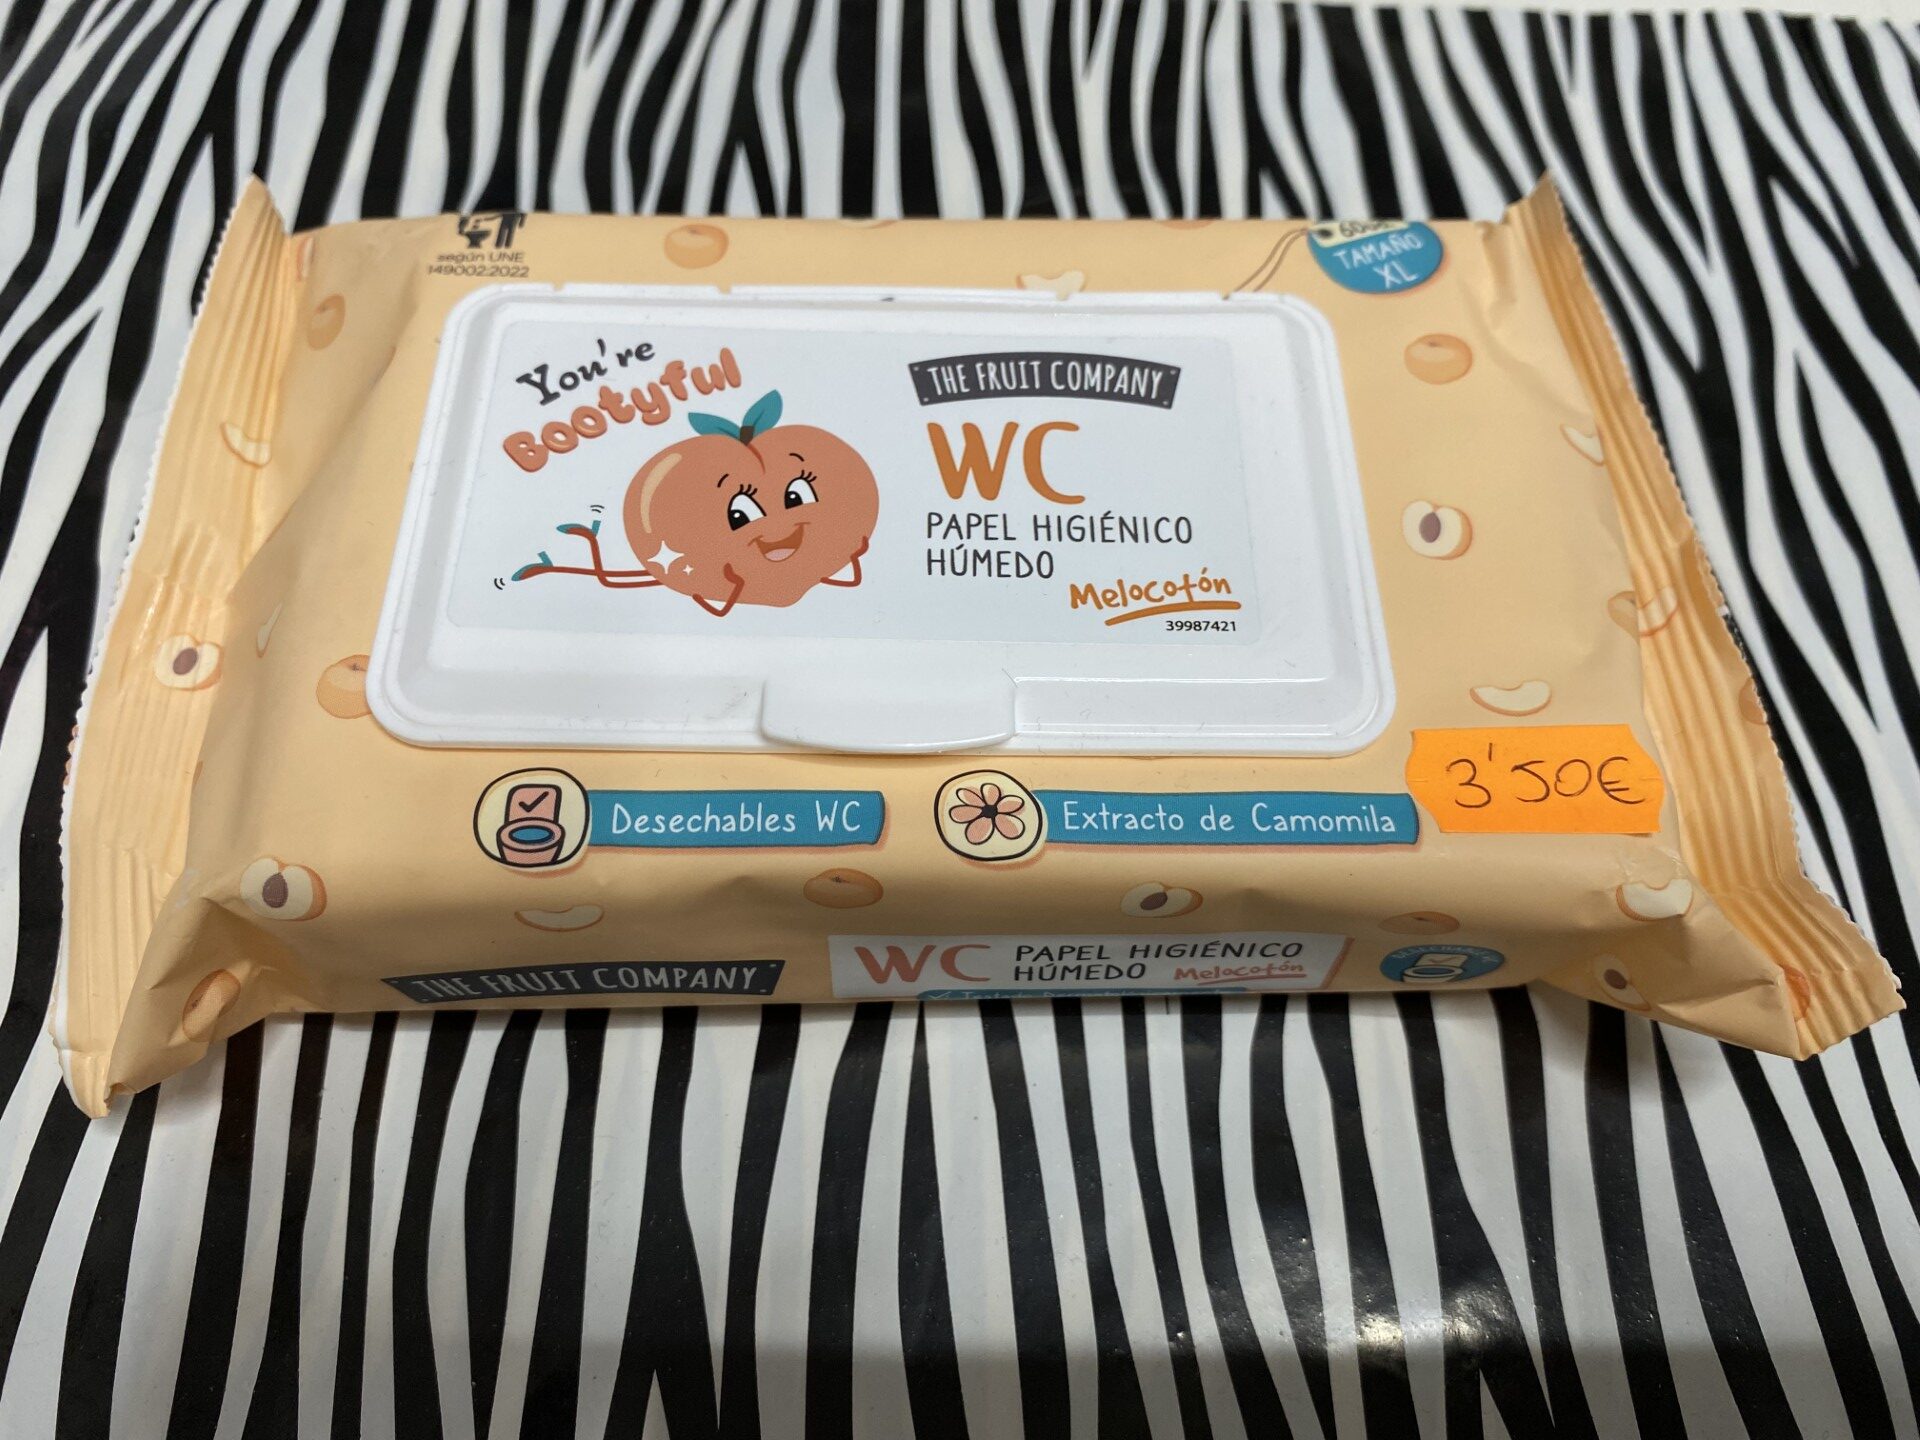 según UNE
149002:2022
TAMAÑO
XL
You're
Bootyful
THE FRUIT COMPANY
WC
PAPEL HIGIÉNICO
HÚMEDO
Melocotón
39987421
3'50€
Desechables WC
Extracto de Camomila
THE FRUIT COMPANY
WC
PAPEL HIGIÉNICO
HÚMEDO Melocotón